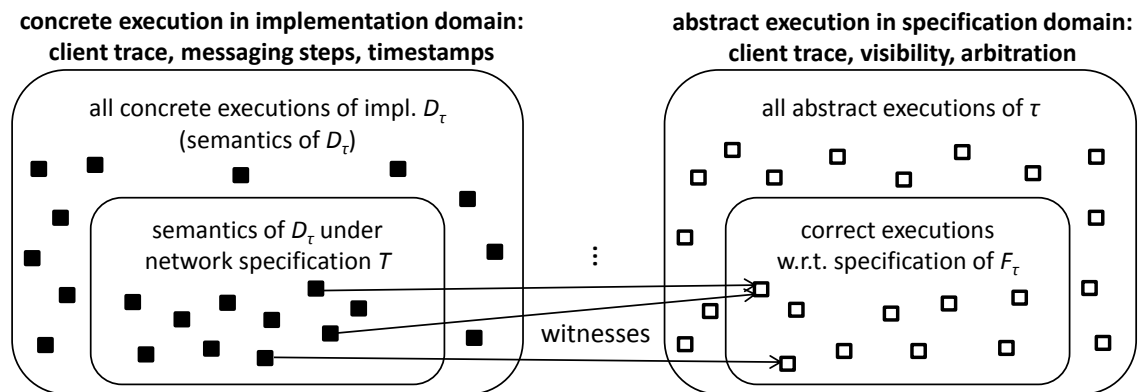 concrete execution in implementation domain:
client trace, messaging steps, timestamps
all concrete executions of impl. Dτ
(semantics of Dτ)
semantics of Dτ under
network specification T
⋮
witnesses
abstract execution in specification domain:
client trace, visibility, arbitration
all abstract executions of τ
correct executions
w.r.t. specification of Fτ